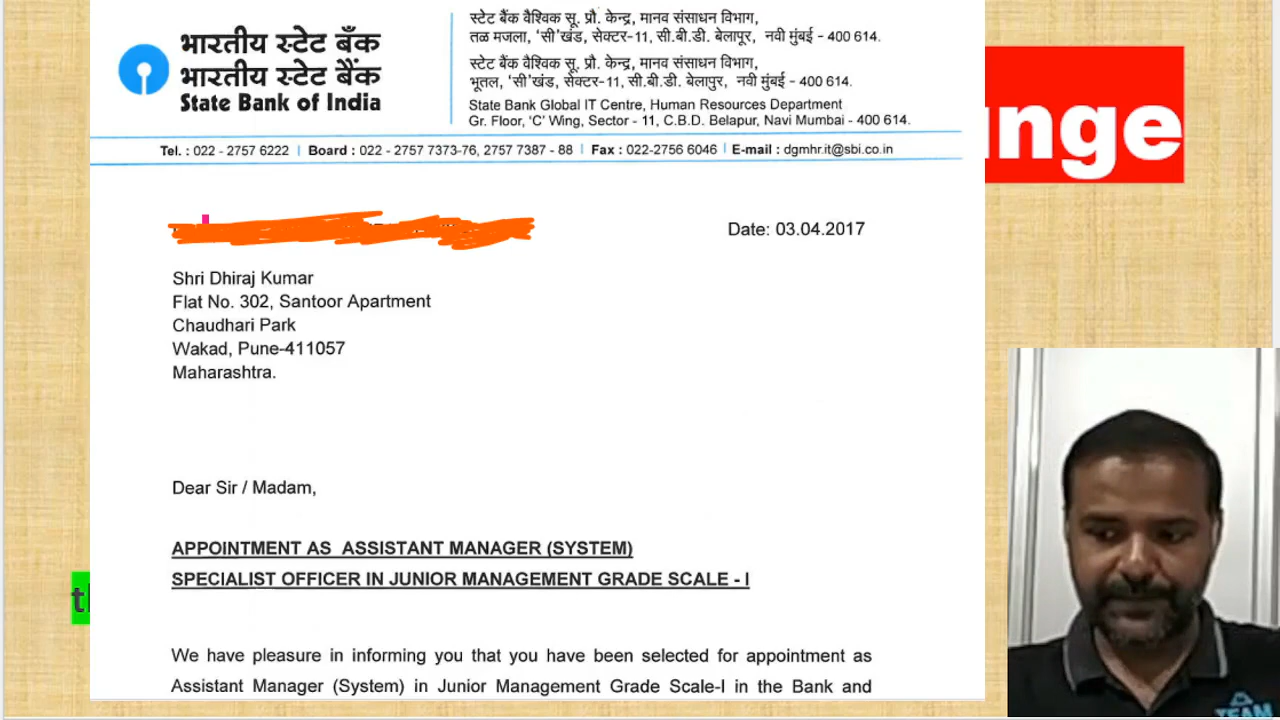 भारतीय स्टेट बँक
भारतीय स्टेट बैंक
State Bank of India
स्टेट बँक वैश्विक सू. प्रौ. केन्द्र, मानव संसाधन विभाग,
तळ मजला, ‘सी’खंड, सेक्टर-11, सी.बी.डी. बेलापूर, नवी मुंबई - 400 614.
स्टेट बैंक वैश्विक सू. प्रौ. केन्द्र, मानव संसाधन विभाग,
भूतल, ‘सी’खंड, सेक्टर-11, सी.बी.डी. बेलापुर, नवी मुंबई - 400 614.
State Bank Global IT Centre, Human Resources Department
Gr. Floor, ‘C’ Wing, Sector - 11, C.B.D. Belapur, Navi Mumbai - 400 614.
Tel. : 022 - 2757 6222 | Board : 022 - 2757 7373-76, 2757 7387 - 88 | Fax : 022-2756 6046 | E-mail : dgmhr.it@sbi.co.in
nge
Date: 03.04.2017
Shri Dhiraj Kumar
Flat No. 302, Santoor Apartment
Chaudhari Park
Wakad, Pune-411057
Maharashtra.
Dear Sir / Madam,
APPOINTMENT AS ASSISTANT MANAGER (SYSTEM)
SPECIALIST OFFICER IN JUNIOR MANAGEMENT GRADE SCALE - I
We have pleasure in informing you that you have been selected for appointment as
Assistant Manager (System) in Junior Management Grade Scale-I in the Bank and
TEAM